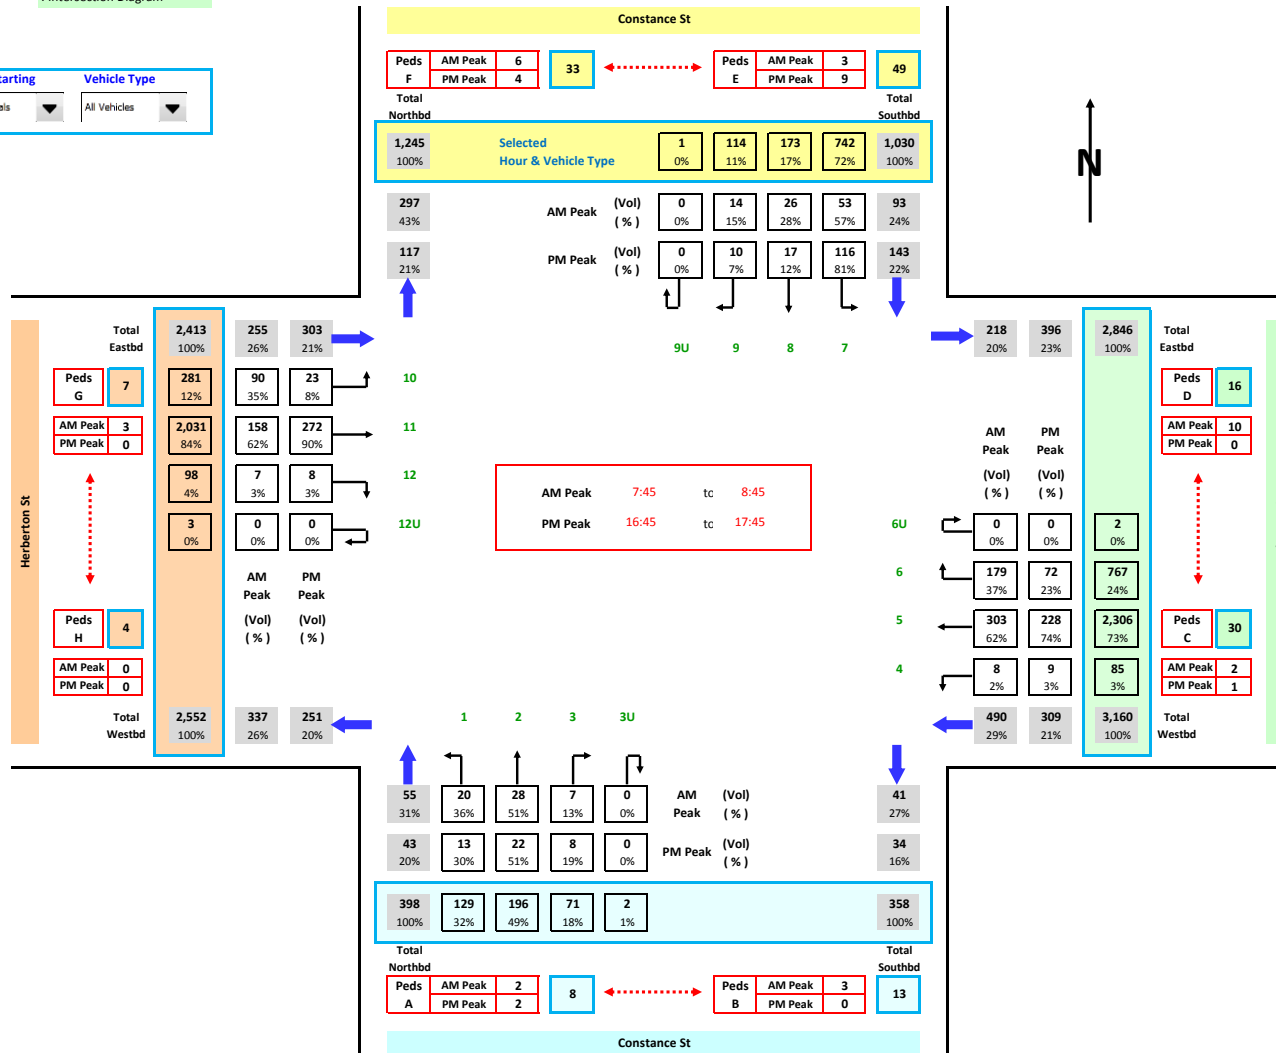 Constance St
Starting Vehicle Type
All Vehicles
Peds F AM Peak 6 PM Peak 4 33
Peds E AM Peak 3 PM Peak 9 49
Total Northbd
Total Southbd
1,245 100% Selected Hour & Vehicle Type 1 0% 114 11% 173 17% 742 72% 1,030 100%
297 43% AM Peak (Vol) (%) 0 0% 14 15% 26 28% 53 57% 93 24%
117 21% PM Peak (Vol) (%) 0 0% 10 7% 17 12% 116 81% 143 22%
N
9U 9 8 7
Herberton St
Total Eastbd 2,413 100% 255 26% 303 21%
Peds G 7 281 12% 90 35% 23 8% 10
AM Peak 3 PM Peak 0 2,031 84% 158 62% 272 90% 11
98 4% 7 3% 8 3% 12
3 0% 0 0% 0 0% 12U
AM Peak (Vol) (%) PM Peak (Vol) (%)
Peds H 4
AM Peak 0 PM Peak 0
Total Westbd 2,552 100% 337 26% 251 20%
AM Peak 7:45 to 8:45
PM Peak 16:45 to 17:45
218 20% 396 23% 2,846 100% Total Eastbd
Peds D 16
AM Peak 10 PM Peak 0
AM Peak (Vol) (%) PM Peak (Vol) (%)
6U 0 0% 0 0% 2 0%
6 179 37% 72 23% 767 24%
5 303 62% 228 74% 2,306 73%
Peds C 30
4 8 2% 9 3% 85 3%
AM Peak 2 PM Peak 1
490 29% 309 21% 3,160 100% Total Westbd
1 2 3 3U
55 31% 20 36% 28 51% 7 13% 0 0% AM Peak (Vol) (%) 41 27%
43 20% 13 30% 22 51% 8 19% 0 0% PM Peak (Vol) (%) 34 16%
398 100% 129 32% 196 49% 71 18% 2 1% 358 100%
Total Northbd
Total Southbd
Peds A AM Peak 2 PM Peak 2 8
Peds B AM Peak 3 PM Peak 0 13
Constance St